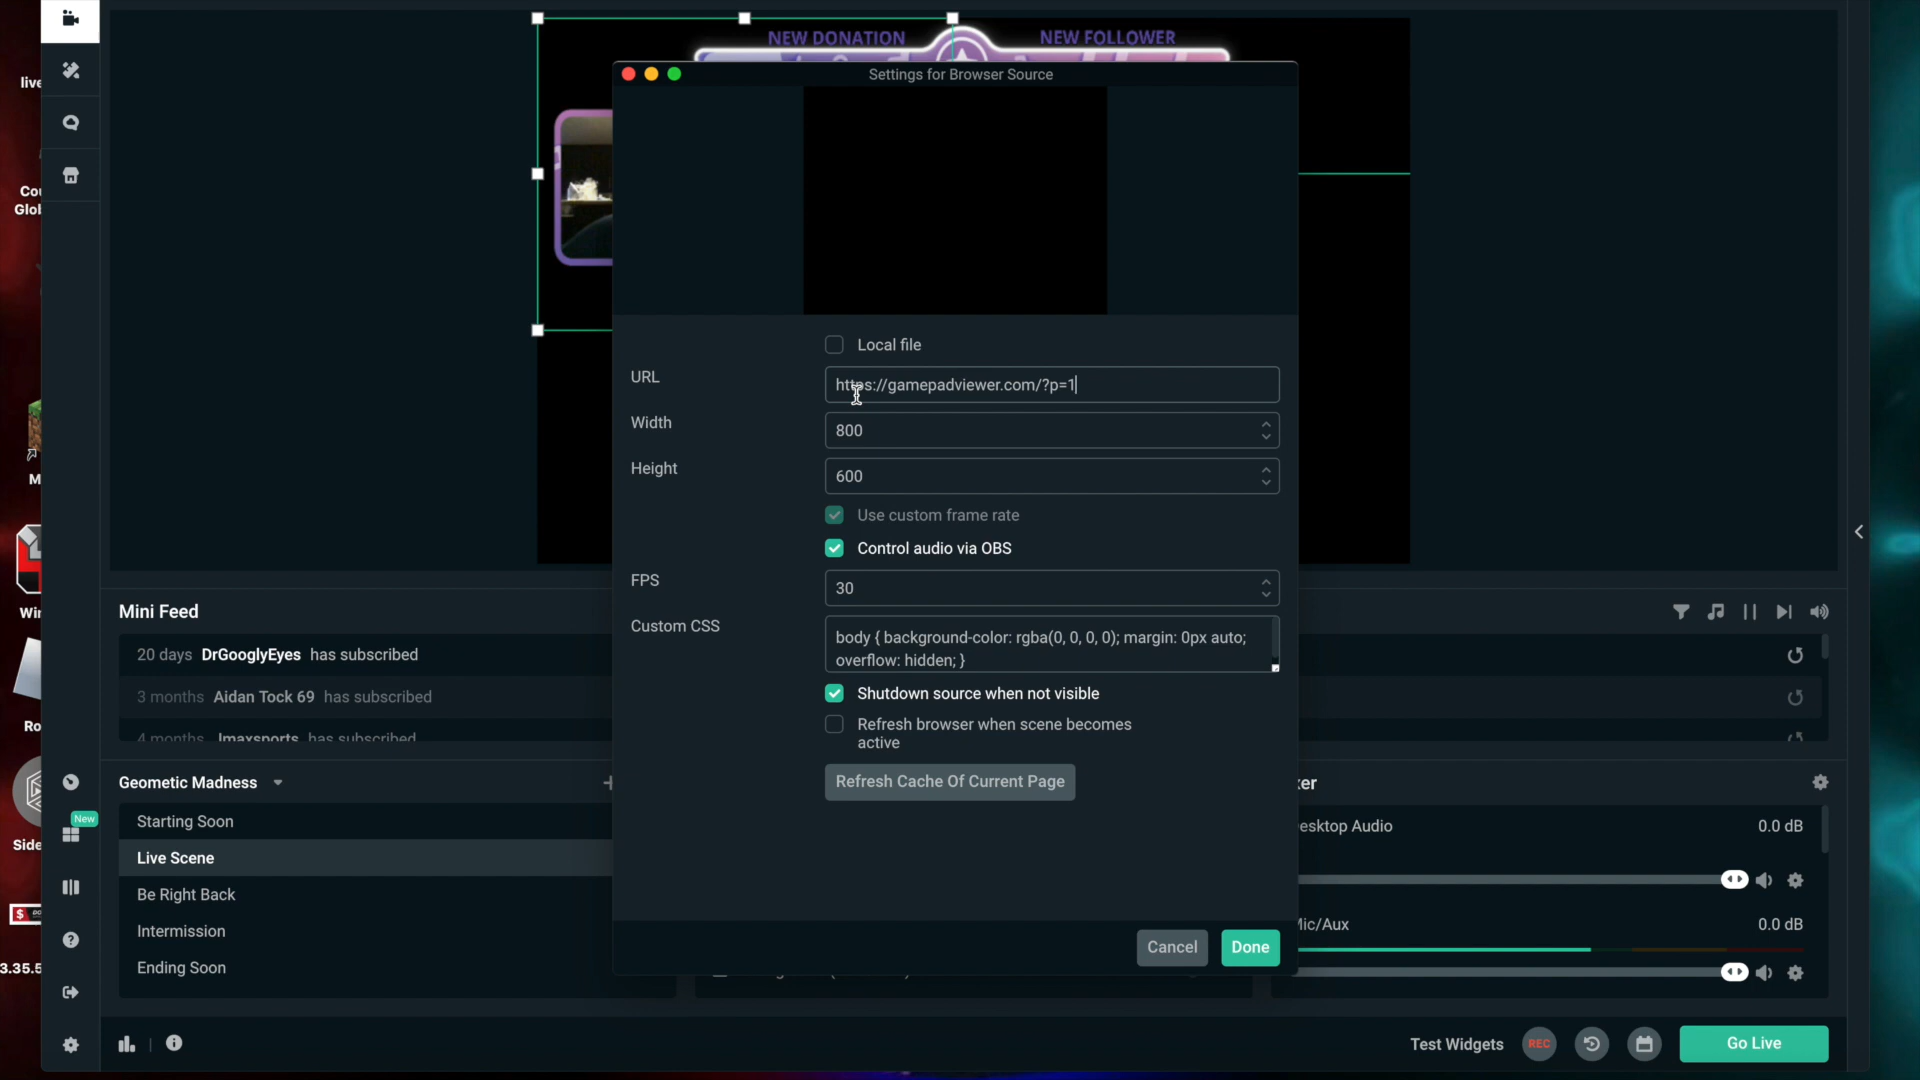 NEW DONATION
NEW FOLLOWER
Settings for Browser Source
live
Local file
URL
https://gamepadviewer.com/?p=1
Width
800
Height
600
Use custom frame rate
Control audio via OBS
FPS
30
Custom CSS
body { background-color: rgba(0, 0, 0, 0); margin: 0px auto;
overflow: hidden; }
Shutdown source when not visible
Refresh browser when scene becomes
active
Refresh Cache Of Current Page
Cancel
Done
Mini Feed
20 days DrGooglyEyes has subscribed
3 months Aidan Tock 69 has subscribed
4 months Imaxsports has subscribed
Geometic Madness
New
Starting Soon
Live Scene
Be Right Back
Intermission
Ending Soon
esktop Audio
0.0 dB
Mic/Aux
0.0 dB
Cou
Glol
M
Win
Ro
Side
$
3.35.5
Test Widgets
REC
Go Live